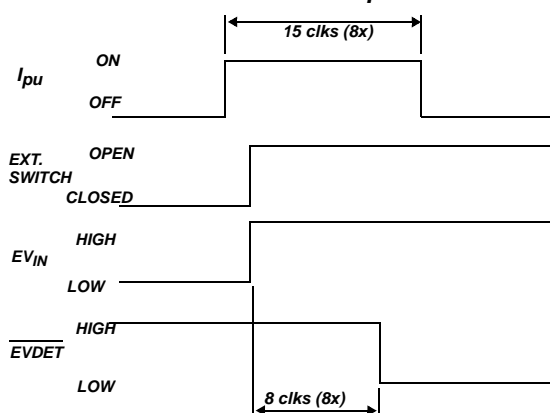 15 clks (8x)
Ipu
ON
OFF
EXT.
SWITCH
OPEN
CLOSED
EVIN
HIGH
LOW
EVDET
HIGH
LOW
8 clks (8x)